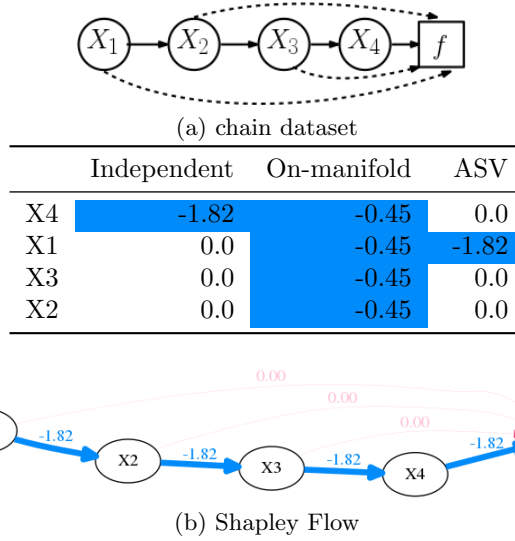 X1 X2 X3 X4 f
(a) chain dataset
Independent On-manifold ASV
X4 -1.82 -0.45 0.0
X1 0.0 -0.45 -1.82
X3 0.0 -0.45 0.0
X2 0.0 -0.45 0.0
0.00
0.00
0.00
-1.82 -1.82 -1.82 -1.82
X2 X3 X4
(b) Shapley Flow